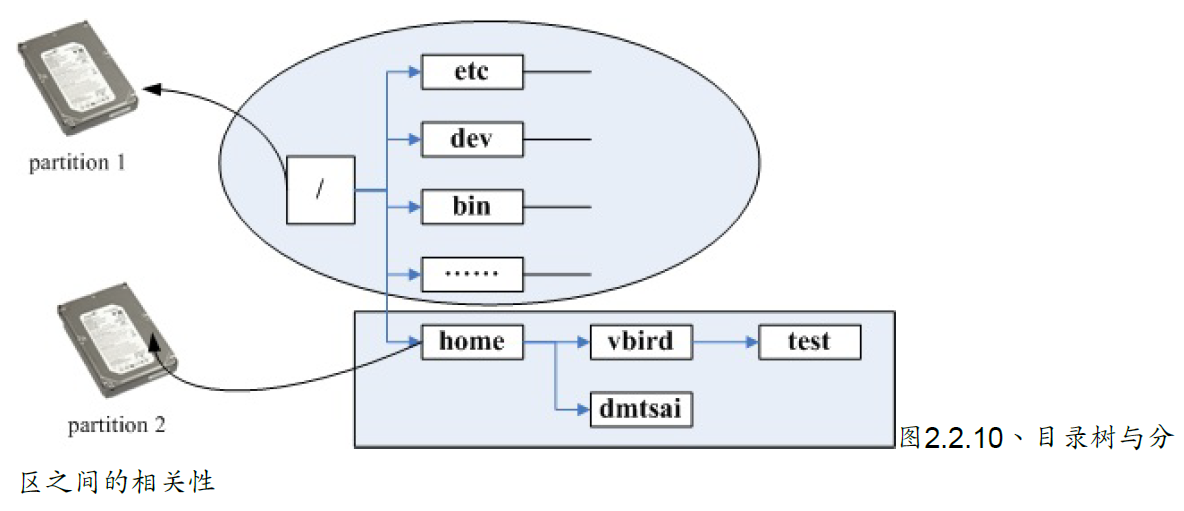 etc
partition 1
dev
/
bin
······
home
vbird
test
partition 2
dmtsai
图2.2.10、目录树与分
区之间的相关性